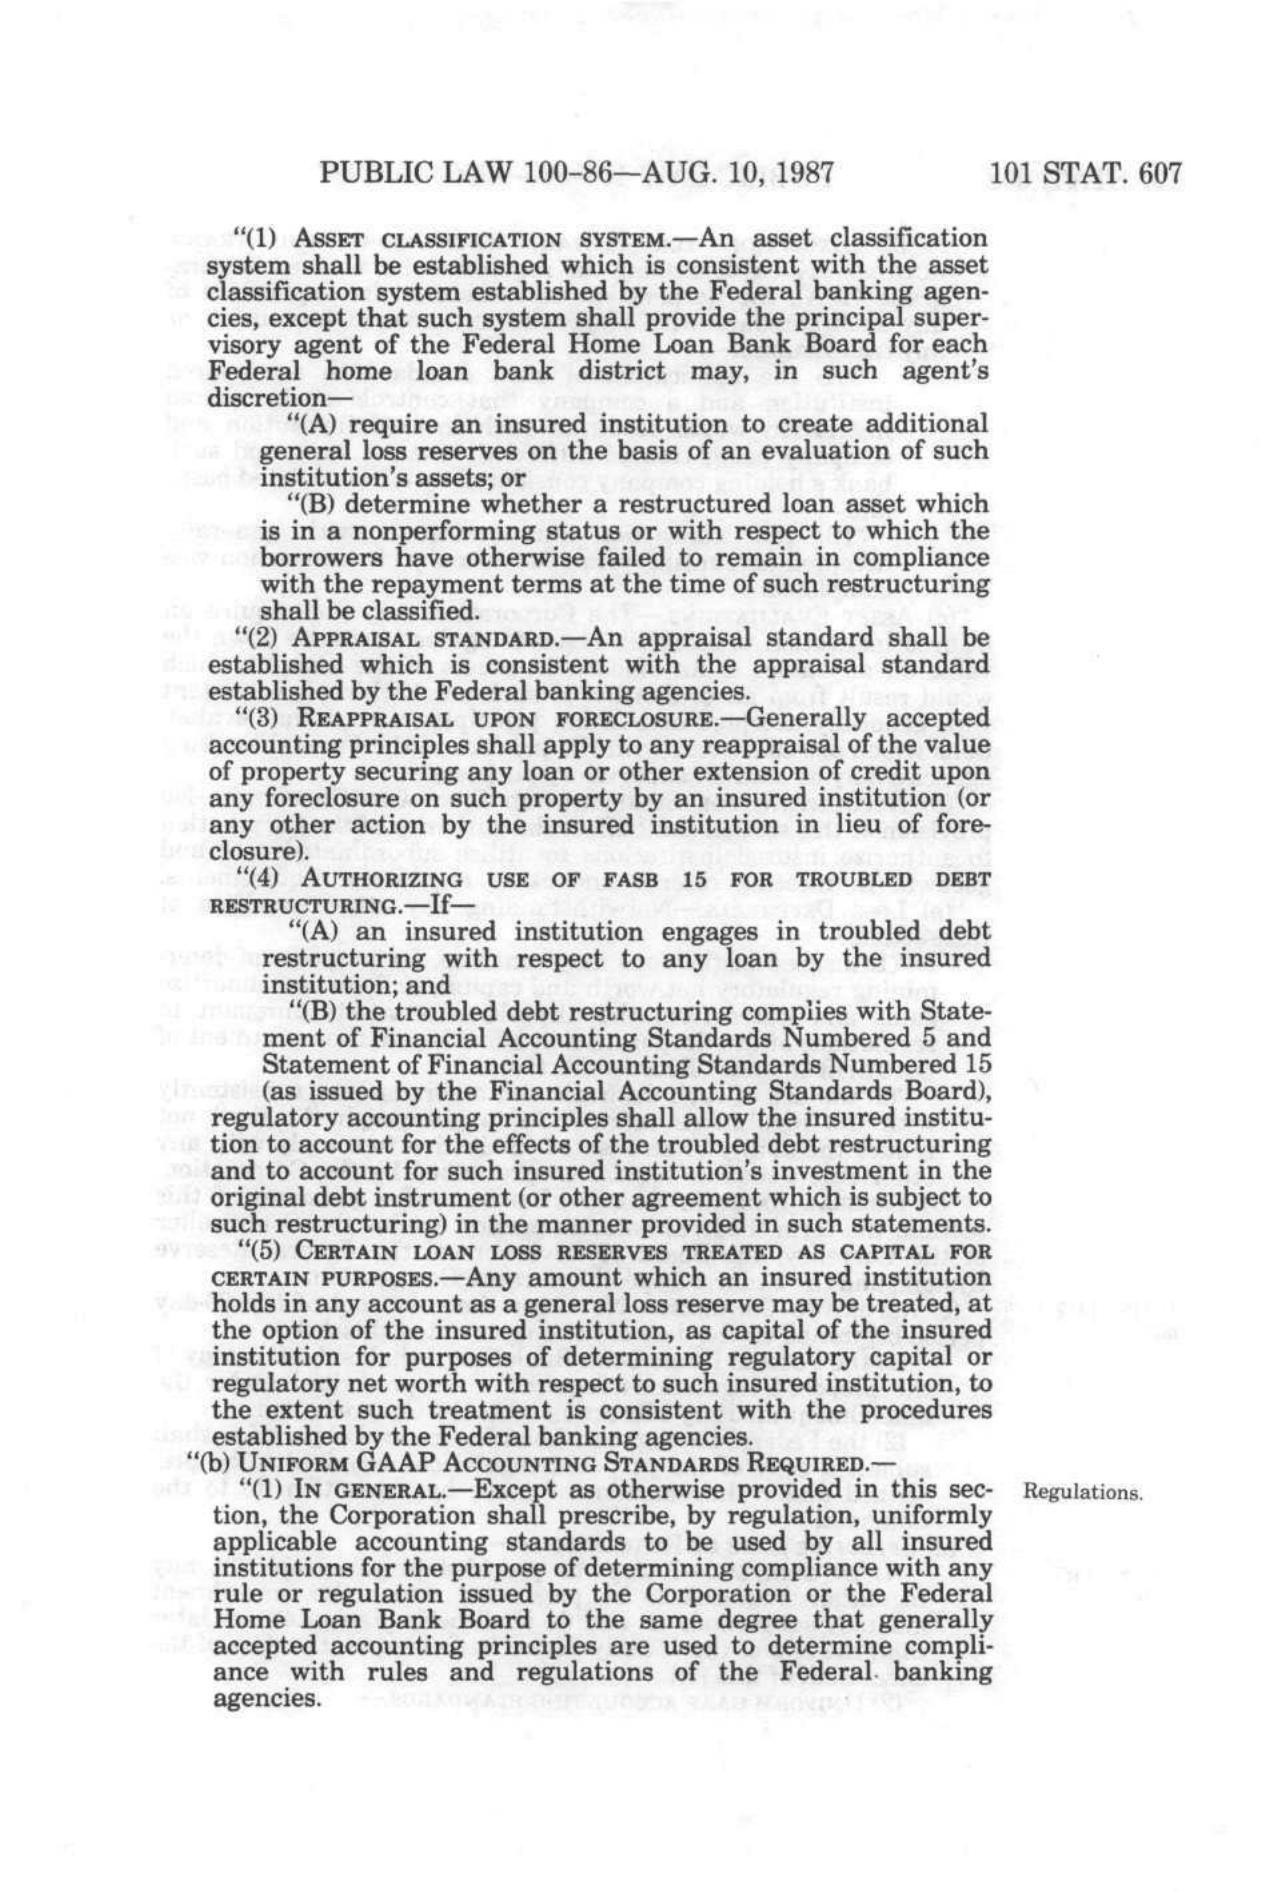 PUBLIC LAW 100-86—AUG. 10, 1987 101 STAT. 607
“(1) ASSET CLASSIFICATION SYSTEM.—An asset classification
system shall be established which is consistent with the asset
classification system established by the Federal banking agen-
cies, except that such system shall provide the principal super-
visory agent of the Federal Home Loan Bank Board for each
Federal home loan bank district may, in such agent's
discretion—
“(A) require an insured institution to create additional
general loss reserves on the basis of an evaluation of such
institution's assets; or
“(B) determine whether a restructured loan asset which
is in a nonperforming status or with respect to which the
borrowers have otherwise failed to remain in compliance
with the repayment terms at the time of such restructuring
shall be classified.
“(2) APPRAISAL STANDARD.—An appraisal standard shall be
established which is consistent with the appraisal standard
established by the Federal banking agencies.
“(3) REAPPRAISAL UPON FORECLOSURE.—Generally accepted
accounting principles shall apply to any reappraisal of the value
of property securing any loan or other extension of credit upon
any foreclosure on such property by an insured institution (or
any other action by the insured institution in lieu of fore-
closure).
“(4) AUTHORIZING USE OF FASB 15 FOR TROUBLED DEBT
RESTRUCTURING.—If—
“(A) an insured institution engages in troubled debt
restructuring with respect to any loan by the insured
institution; and
“(B) the troubled debt restructuring complies with State-
ment of Financial Accounting Standards Numbered 5 and
Statement of Financial Accounting Standards Numbered 15
(as issued by the Financial Accounting Standards Board),
regulatory accounting principles shall allow the insured institu-
tion to account for the effects of the troubled debt restructuring
and to account for such insured institution's investment in the
original debt instrument (or other agreement which is subject to
such restructuring) in the manner provided in such statements.
“(5) CERTAIN LOAN LOSS RESERVES TREATED AS CAPITAL FOR
CERTAIN PURPOSES.—Any amount which an insured institution
holds in any account as a general loss reserve may be treated, at
the option of the insured institution, as capital of the insured
institution for purposes of determining regulatory capital or
regulatory net worth with respect to such insured institution, to
the extent such treatment is consistent with the procedures
established by the Federal banking agencies.
“(b) UNIFORM GAAP ACCOUNTING STANDARDS REQUIRED.—
“(1) IN GENERAL.—Except as otherwise provided in this sec- Regulations.
tion, the Corporation shall prescribe, by regulation, uniformly
applicable accounting standards to be used by all insured
institutions for the purpose of determining compliance with any
rule or regulation issued by the Corporation or the Federal
Home Loan Bank Board to the same degree that generally
accepted accounting principles are used to determine compli-
ance with rules and regulations of the Federal banking
agencies.